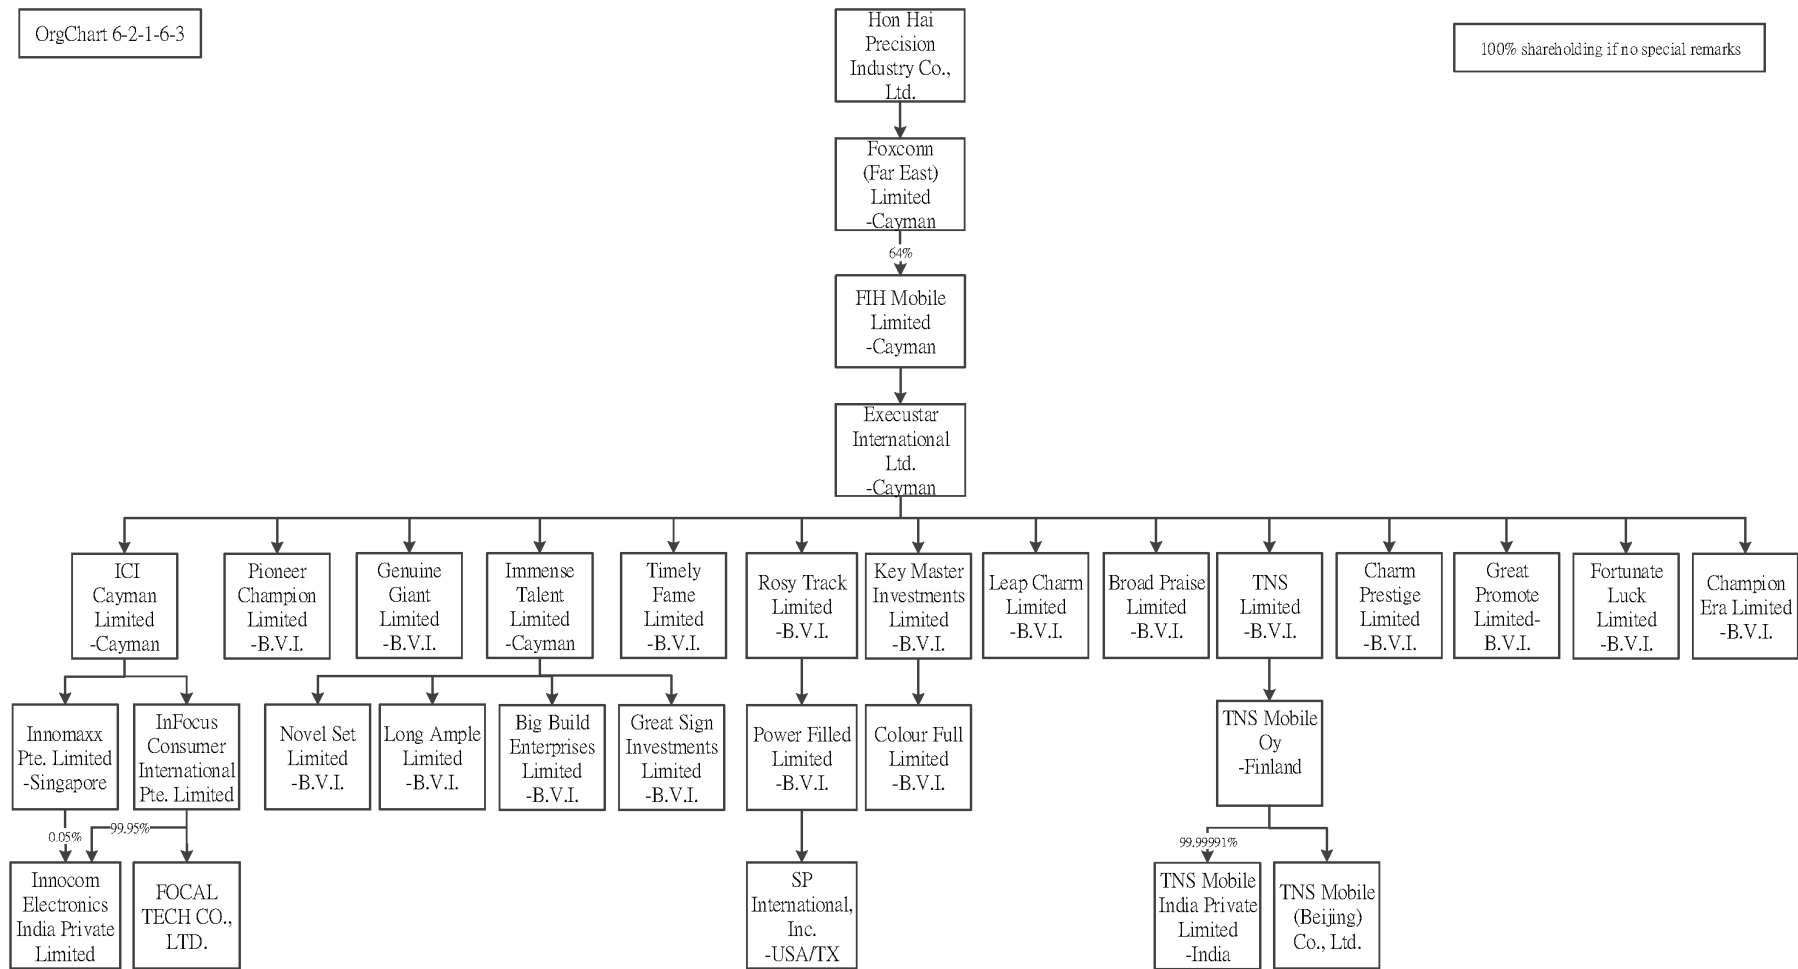 OrgChart 6-2-1-6-3
Hon Hai
Precision
Industry Co.,
Ltd.
100% shareholding if no special remarks
Foxconn
(Far East)
Limited
-Cayman
64%
FIH Mobile
Limited
-Cayman
Execustar
International
Ltd.
-Cayman
ICI
Cayman
Limited
-Cayman
Pioneer
Champion
Limited
-B.V.I.
Genuine
Giant
Limited
-B.V.I.
Immense
Talent
Limited
-Cayman
Timely
Fame
Limited
-B.V.I.
Rosy Track
Limited
-B.V.I.
Key Master
Investments
Limited
-B.V.I.
Leap Charm
Limited
-B.V.I.
Broad Praise
Limited
-B.V.I.
TNS
Limited
-B.V.I.
Charm
Prestige
Limited
-B.V.I.
Great
Promote
Limited-
B.V.I.
Fortunate
Luck
Limited
-B.V.I.
Champion
Era Limited
-B.V.I.
Innomaxx
Pte. Limited
-Singapore
InFocus
Consumer
International
Pte. Limited
Novel Set
Limited
-B.V.I.
Long Ample
Limited
-B.V.I.
Big Build
Enterprises
Limited
-B.V.I.
Great Sign
Investments
Limited
-B.V.I.
Power Filled
Limited
-B.V.I.
Colour Full
Limited
-B.V.I.
TNS Mobile
Oy
-Finland
0.05%
99.95%
99.99991%
Innocom
Electronics
India Private
Limited
FOCAL
TECH CO.,
LTD.
SP
International,
Inc.
-USA/TX
TNS Mobile
India Private
Limited
-India
TNS Mobile
(Beijing)
Co., Ltd.